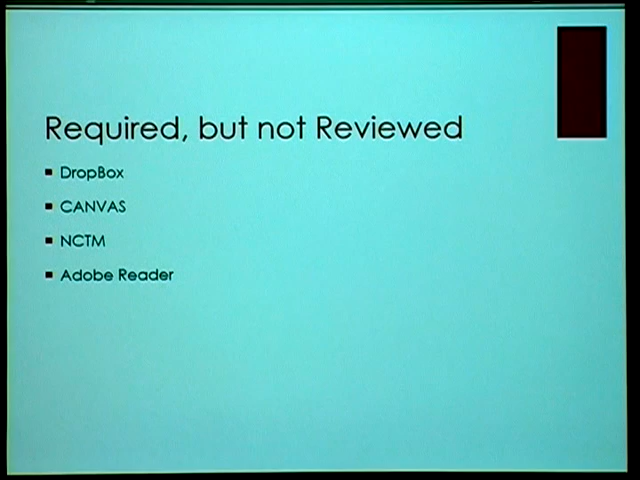 Required, but not Reviewed
DropBox
CANVAS
NCTM
Adobe Reader